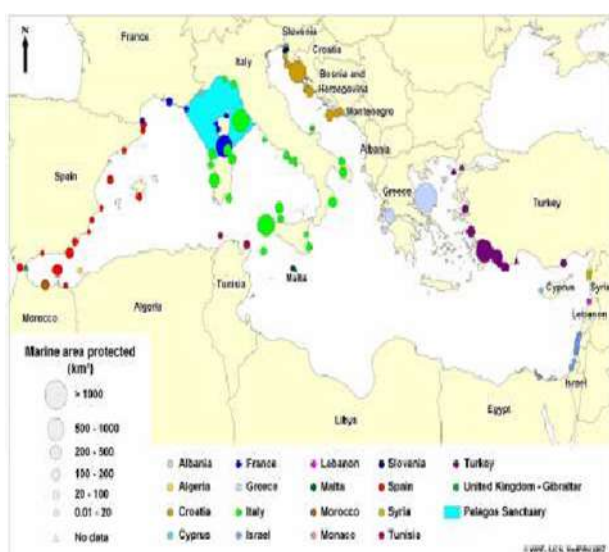 N
Slovenia
France
Croatia
Italy
Bosnia and
Herzegovina
Montenegro
Albania
Spain
Greece
Turkey
Malta
Cyprus
Syria
Tunisia
Lebanon
Morocco
Algeria
Israel
Libya
Egypt
Marine area protected
(km²)
> 1000
500 - 1000
200 - 500
100 - 200
20 - 100
0.01 - 20
No data
Albania
France
Lebanon
Slovenia
Turkey
Algeria
Greece
Malta
Spain
United Kingdom - Gibraltar
Croatia
Italy
Morocco
Syria
Pelagos Sanctuary
Cyprus
Israel
Monaco
Tunisia